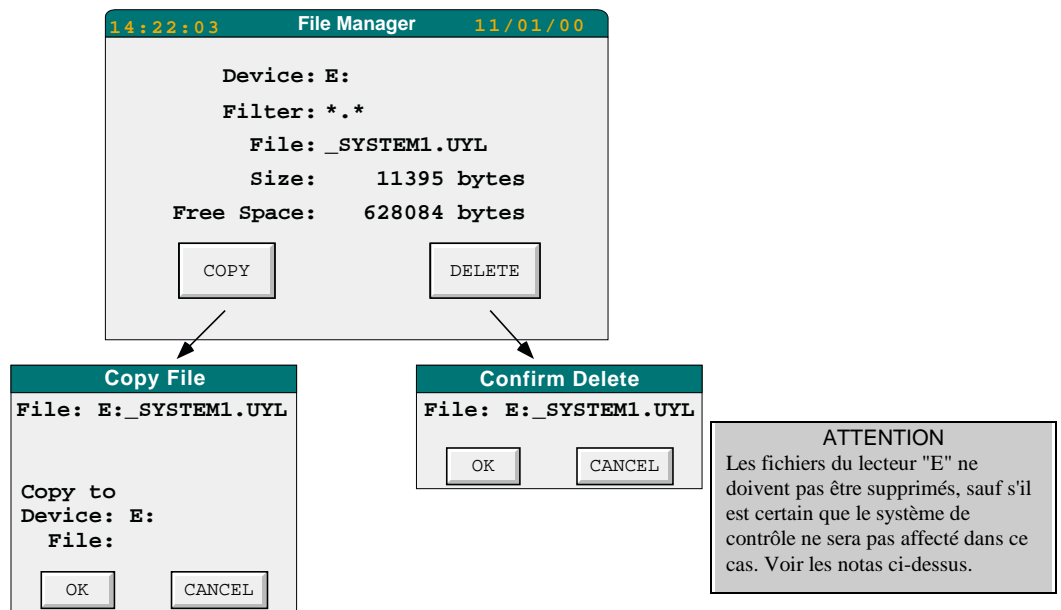 14:22:03 File Manager 11/01/00
Device: E:
Filter: *.*
File: _SYSTEM1.UYL
Size: 11395 bytes
Free Space: 628084 bytes
COPY DELETE
Copy File
File: E:_SYSTEM1.UYL
Copy to
Device: E:
File:
OK CANCEL
Confirm Delete
File: E:_SYSTEM1.UYL
OK CANCEL
ATTENTION
Les fichiers du lecteur "E" ne
doivent pas être supprimés, sauf s'il
est certain que le système de
contrôle ne sera pas affecté dans ce
cas. Voir les notas ci-dessus.